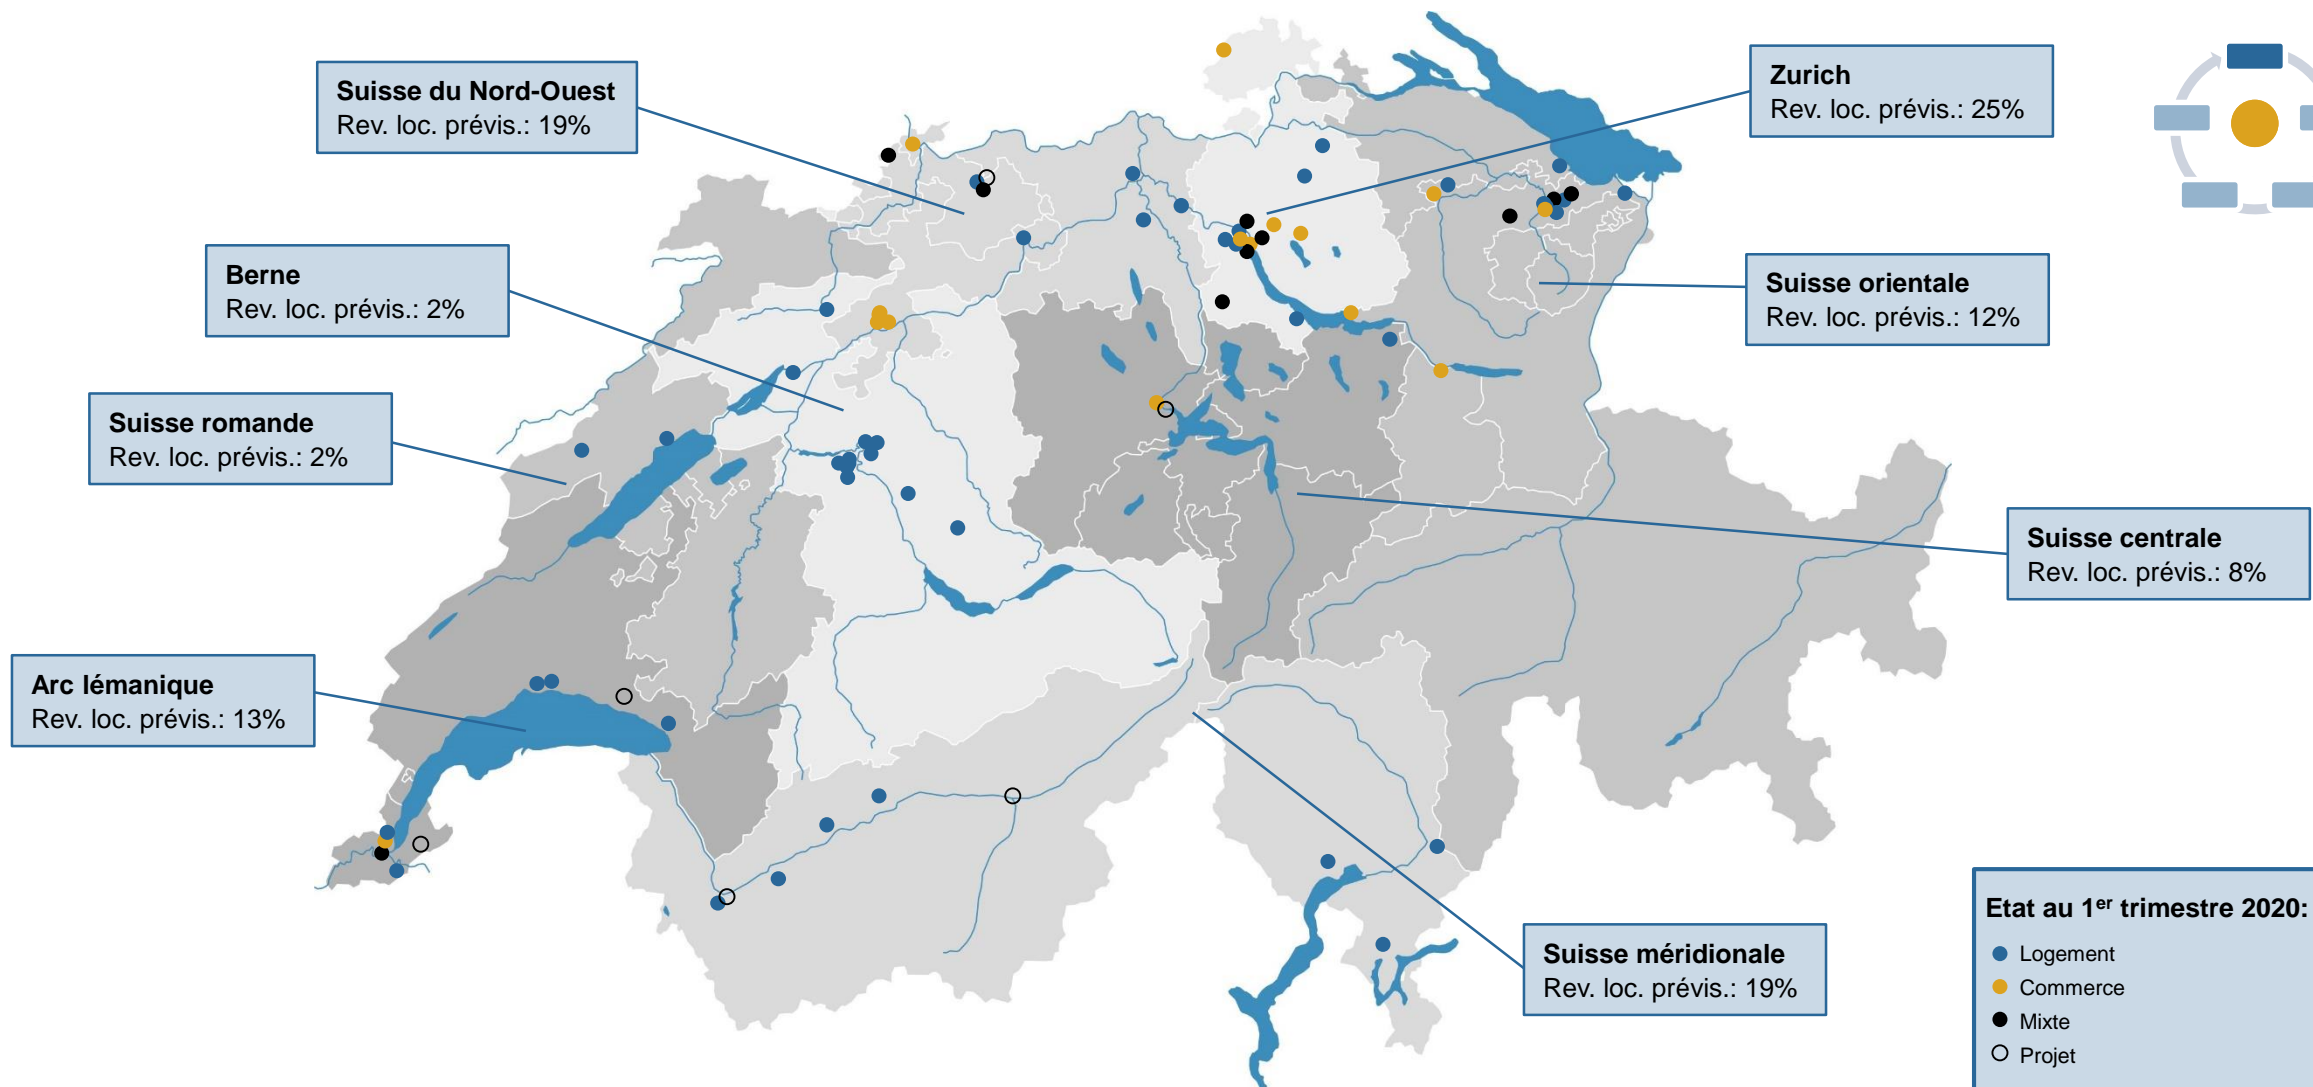 Suisse du Nord-Ouest
Rev. loc. prévis.: 19%
Zurich
Rev. loc. prévis.: 25%
Berne
Rev. loc. prévis.: 2%
Suisse orientale
Rev. loc. prévis.: 12%
Suisse romande
Rev. loc. prévis.: 2%
Suisse centrale
Rev. loc. prévis.: 8%
Arc lémanique
Rev. loc. prévis.: 13%
Suisse méridionale
Rev. loc. prévis.: 19%
Etat au 1er trimestre 2020:
Logement
Commerce
Mixte
Projet